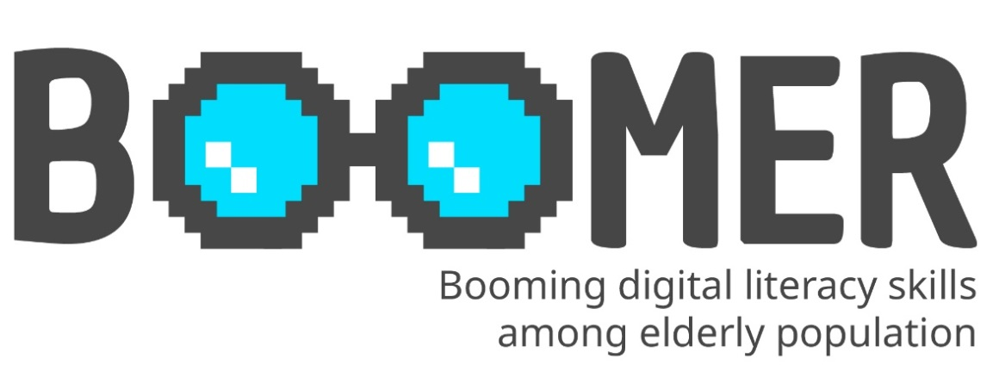 BOOMER
Booming digital literacy skills
among elderly population